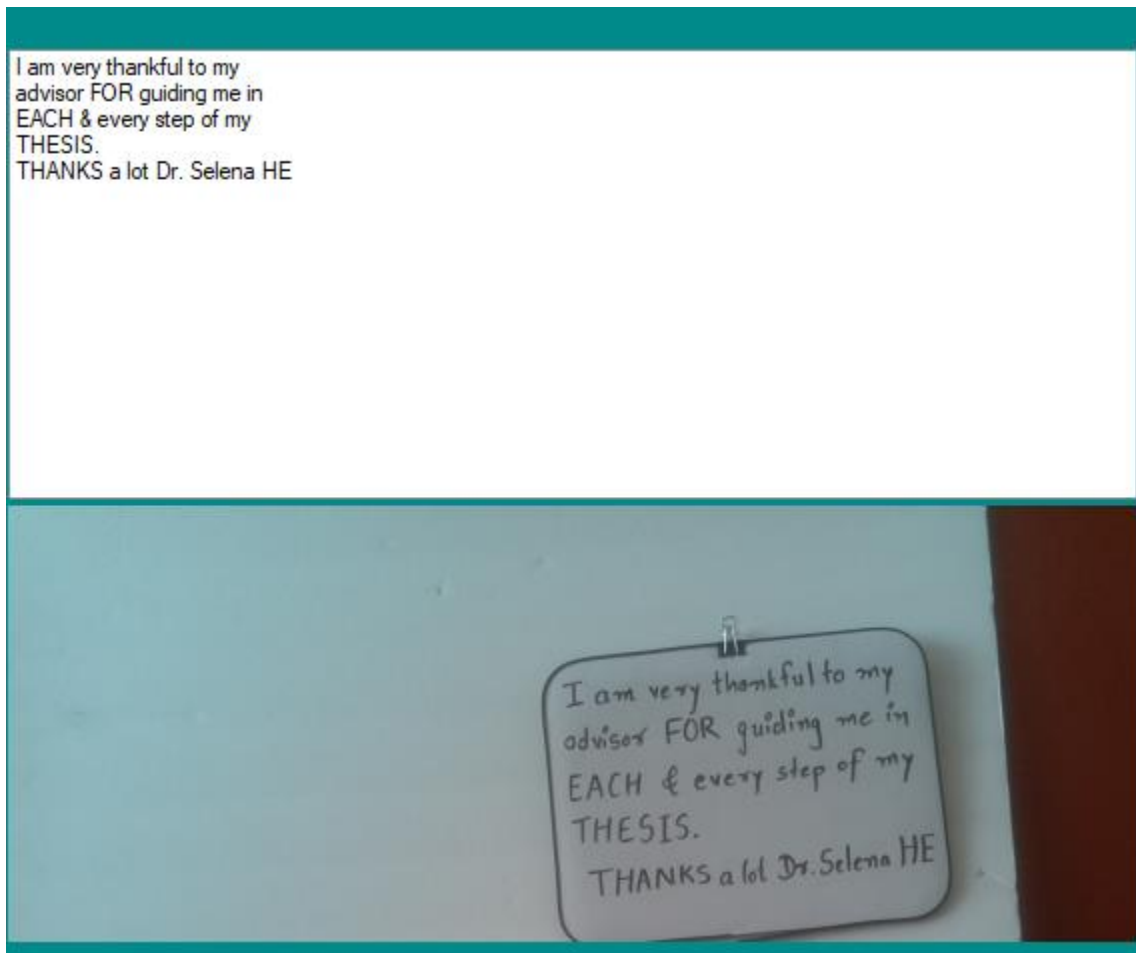 I am very thankful to my
advisor FOR guiding me in
EACH & every step of my
THESIS.
THANKS a lot Dr. Selena HE
I am very thankful to my
advisor FOR guiding me in
EACH & every step of my
THESIS.
THANKS a lot Dr. Selena HE